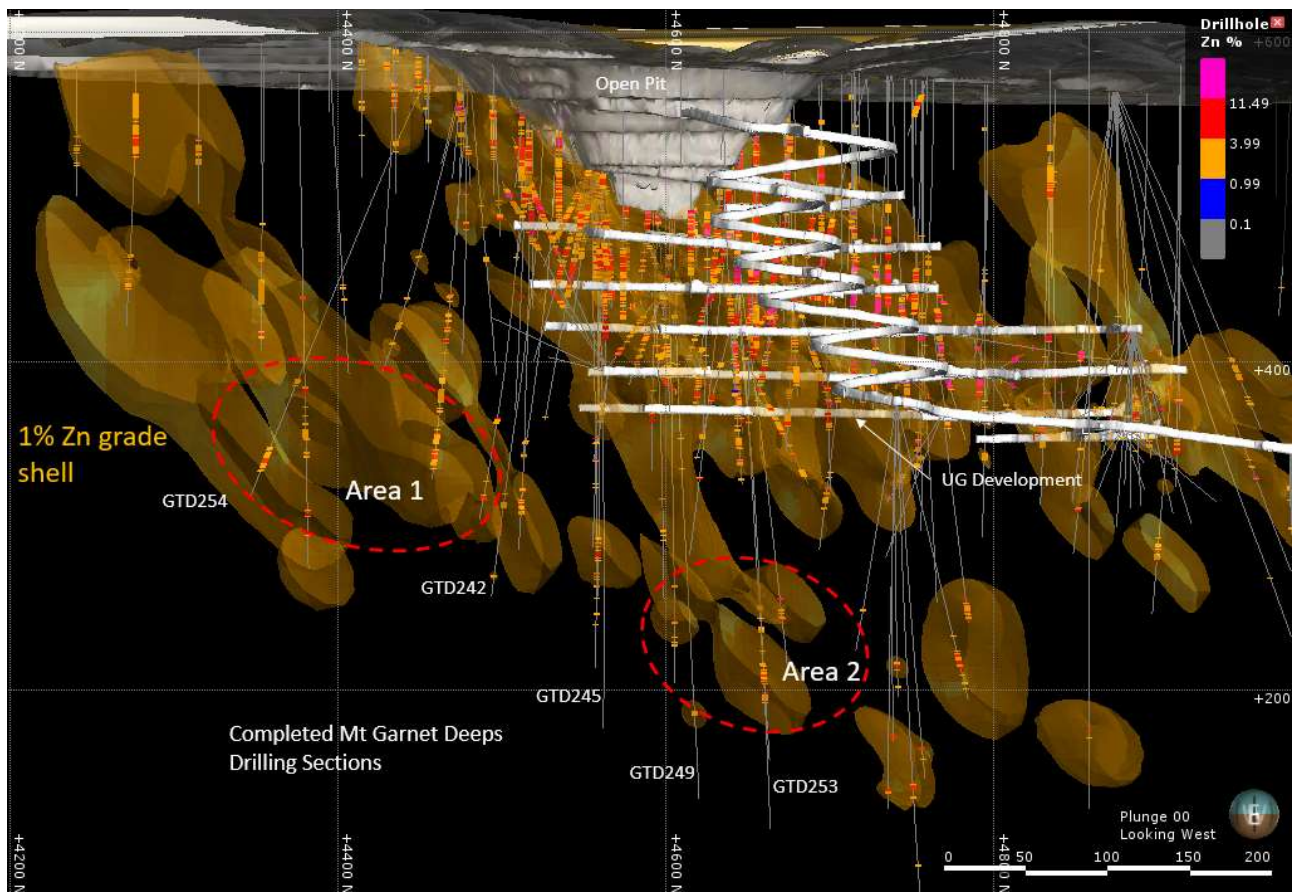 Drillhole
Zn %
+600
11.49
3.99
0.99
0.1
+4200 N
+4400 N
+4600 N
+4800 N
Open Pit
+400
1% Zn grade
shell
GTD254
Area 1
UG Development
GTD242
Area 2
+200
GTD245
Completed Mt Garnet Deeps
Drilling Sections
GTD249
GTD253
Plunge 00
Looking West
0 50 100 150 200
+4200 N
+4400 N
+4600 N
+4800 N